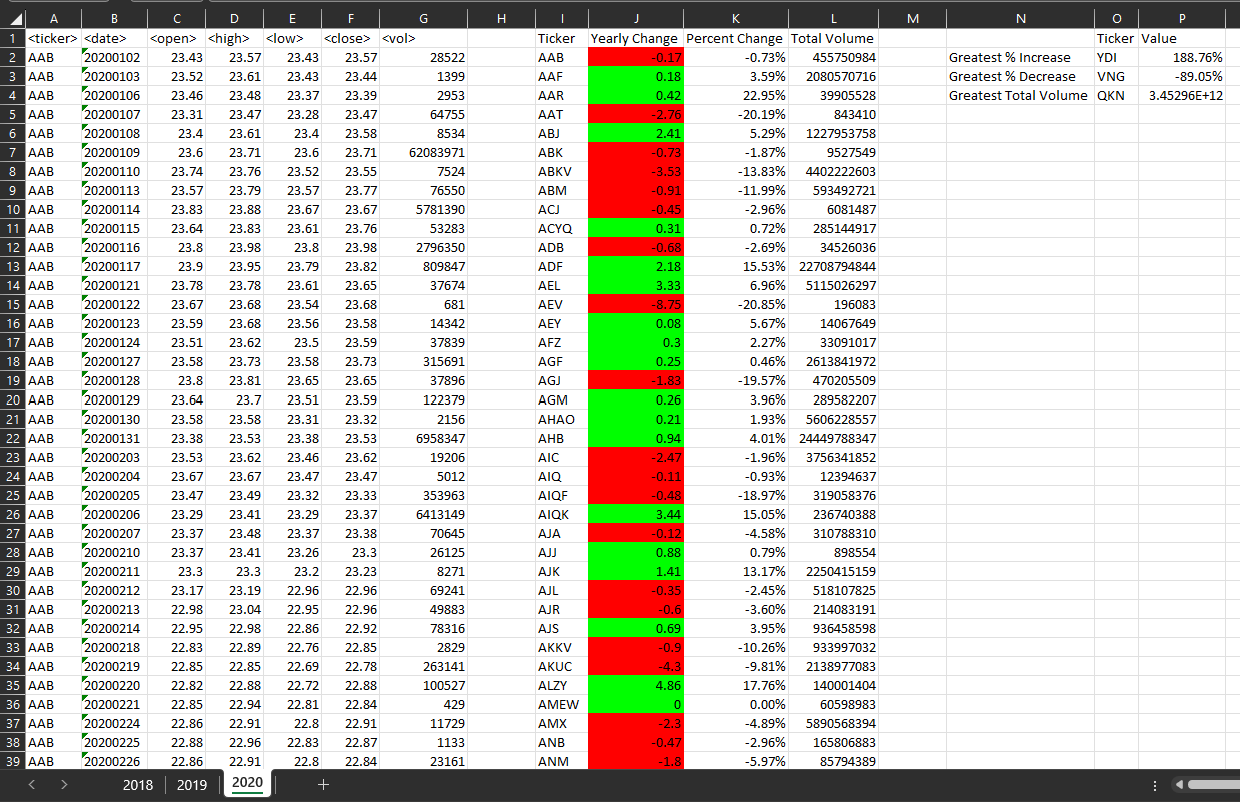 A B C D E F G H I J K L M N O P
1 <ticker> <date> <open> <high> <low> <close> <vol> Ticker Yearly Change Percent Change Total Volume Ticker Value
2 AAB 20200102 23.43 23.57 23.43 23.57 28522 AAB -0.17 -0.73% 455750984 Greatest % Increase YDI 188.76%
3 AAB 20200103 23.52 23.61 23.43 23.44 1399 AAF 0.18 3.59% 2080570716 Greatest % Decrease VNG -89.05%
4 AAB 20200106 23.46 23.48 23.37 23.39 2953 AAR 0.42 22.95% 39905528 Greatest Total Volume QKN 3.45296E+12
5 AAB 20200107 23.31 23.47 23.28 23.47 64755 AAT -2.76 -20.19% 843410
6 AAB 20200108 23.4 23.61 23.4 23.58 8534 ABJ 2.41 5.29% 1227953758
7 AAB 20200109 23.6 23.71 23.6 23.71 62083971 ABK -0.73 -1.87% 9527549
8 AAB 20200110 23.74 23.76 23.52 23.55 7524 ABKV -3.53 -13.83% 4402222603
9 AAB 20200113 23.57 23.79 23.57 23.77 76550 ABM -0.91 -11.99% 593492721
10 AAB 20200114 23.83 23.88 23.67 23.67 5781390 ACJ -0.45 -2.96% 6081487
11 AAB 20200115 23.64 23.83 23.61 23.76 53283 ACYQ 0.31 0.72% 285144917
12 AAB 20200116 23.8 23.98 23.8 23.98 2796350 ADB -0.68 -2.69% 34526036
13 AAB 20200117 23.9 23.95 23.79 23.82 809847 ADF 2.18 15.53% 22708794844
14 AAB 20200121 23.78 23.78 23.61 23.65 37674 AEL 3.33 6.96% 5115026297
15 AAB 20200122 23.67 23.68 23.54 23.68 681 AEV -8.75 -20.85% 196083
16 AAB 20200123 23.59 23.68 23.56 23.58 14342 AEY 0.08 5.67% 14067649
17 AAB 20200124 23.51 23.62 23.5 23.59 37839 AFZ 0.3 2.27% 33091017
18 AAB 20200127 23.58 23.73 23.58 23.73 315691 AGF 0.25 0.46% 2613841972
19 AAB 20200128 23.8 23.81 23.65 23.65 37896 AGJ -1.83 -19.57% 470205509
20 AAB 20200129 23.64 23.7 23.51 23.59 122379 AGM 0.26 3.96% 289582207
21 AAB 20200130 23.58 23.58 23.31 23.32 2156 AHAO 0.21 1.93% 5606228557
22 AAB 20200131 23.38 23.53 23.38 23.53 6958347 AHB 0.94 4.01% 24449788347
23 AAB 20200203 23.53 23.62 23.46 23.62 19206 AIC -2.47 -1.96% 3756341852
24 AAB 20200204 23.67 23.67 23.47 23.47 5012 AIQ -0.11 -0.93% 12394637
25 AAB 20200205 23.47 23.49 23.32 23.33 353963 AIQF -0.48 -18.97% 319058376
26 AAB 20200206 23.29 23.41 23.29 23.37 6413149 AIQK 3.44 15.05% 236740388
27 AAB 20200207 23.37 23.48 23.37 23.38 70645 AJA -0.12 -4.58% 310788310
28 AAB 20200210 23.37 23.41 23.26 23.3 26125 AJJ 0.88 0.79% 898554
29 AAB 20200211 23.3 23.3 23.2 23.23 8271 AJK 1.41 13.17% 2250415159
30 AAB 20200212 23.17 23.19 22.96 22.96 69241 AJL -0.35 -2.45% 518107825
31 AAB 20200213 22.98 23.04 22.95 22.96 49883 AJR -0.6 -3.60% 214083191
32 AAB 20200214 22.95 22.98 22.86 22.92 78316 AJS 0.69 3.95% 936458598
33 AAB 20200218 22.83 22.89 22.76 22.85 2829 AKKV -0.9 -10.26% 933997032
34 AAB 20200219 22.85 22.85 22.69 22.78 263141 AKUC -4.3 -9.81% 2138977083
35 AAB 20200220 22.82 22.88 22.72 22.88 100527 ALZY 4.86 17.76% 140001404
36 AAB 20200221 22.85 22.94 22.81 22.84 429 AMEW 0 0.00% 60598983
37 AAB 20200224 22.86 22.91 22.8 22.91 11729 AMX -2.3 -4.89% 5890568394
38 AAB 20200225 22.88 22.96 22.83 22.87 1133 ANB -0.47 -2.96% 165806883
39 AAB 20200226 22.86 22.91 22.8 22.84 23161 ANM -1.8 -5.97% 85794389
2018 2019 2020